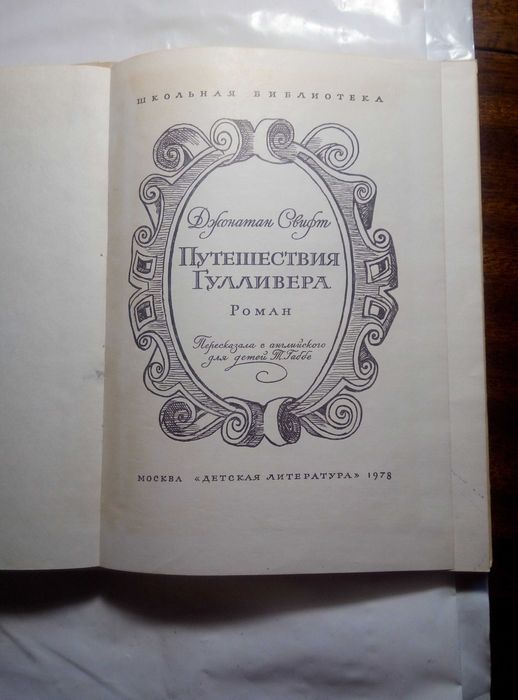 ШКОЛЬНАЯ БИБЛИОТЕКА
Джонатан Свифт
ПУТЕШЕСТВИЯ
ГУЛЛИВЕРА
РОМАН
Пересказала с английского
для детей Т. Габбе
МОСКВА «ДЕТСКАЯ ЛИТЕРАТУРА» 1978